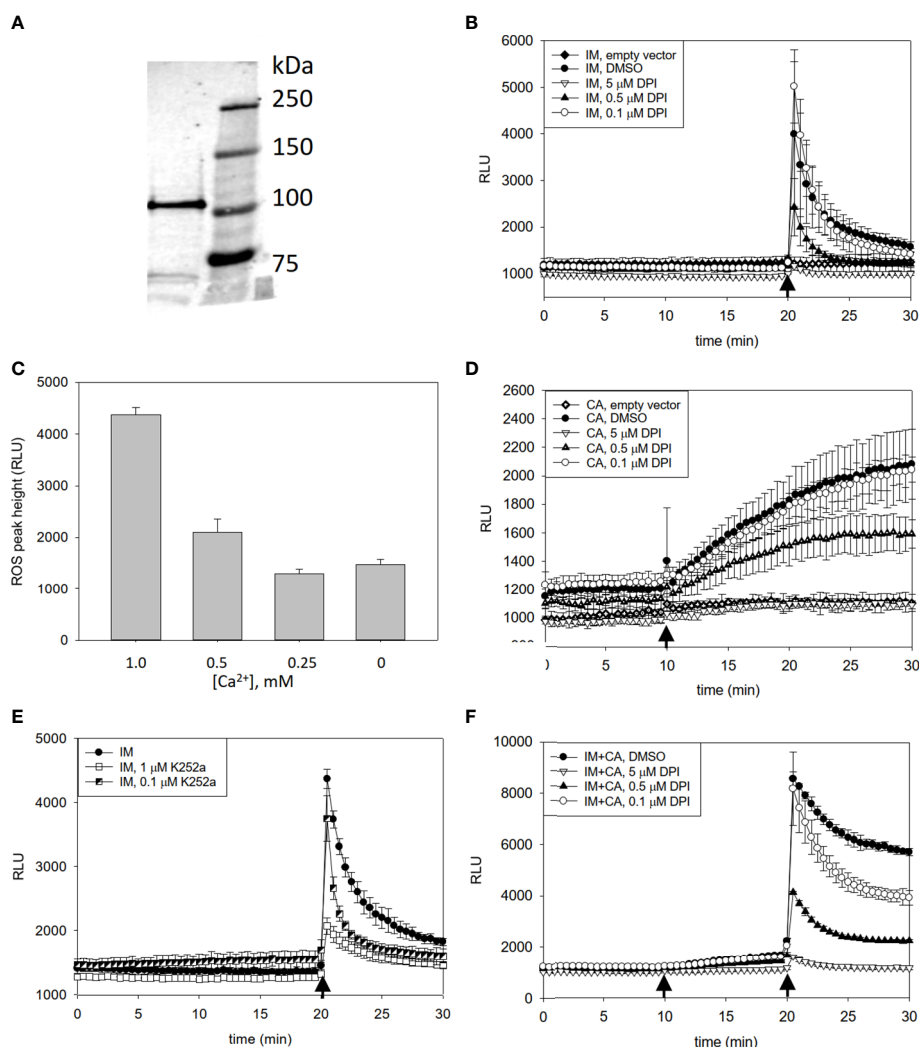 A
kDa
250
150
100
75
B
6000
5000
4000
3000
2000
1000
RLU
IM, empty vector
IM, DMSO
IM, 5 µM DPI
IM, 0.5 µM DPI
IM, 0.1 µM DPI
0 5 10 15 20 25 30
time (min)
C
5000
4000
3000
2000
1000
0
ROS peak height (RLU)
1.0 0.5 0.25 0
[Ca²⁺], mM
D
2600
2400
2200
2000
1800
1600
1400
1200
1000
RLU
CA, empty vector
CA, DMSO
CA, 5 µM DPI
CA, 0.5 µM DPI
CA, 0.1 µM DPI
0 5 10 15 20 25 30
time (min)
E
5000
4000
3000
2000
1000
RLU
IM
IM, 1 µM K252a
IM, 0.1 µM K252a
0 5 10 15 20 25 30
time (min)
F
10000
8000
6000
4000
2000
0
RLU
IM+CA, DMSO
IM+CA, 5 µM DPI
IM+CA, 0.5 µM DPI
IM+CA, 0.1 µM DPI
0 5 10 15 20 25 30
time (min)